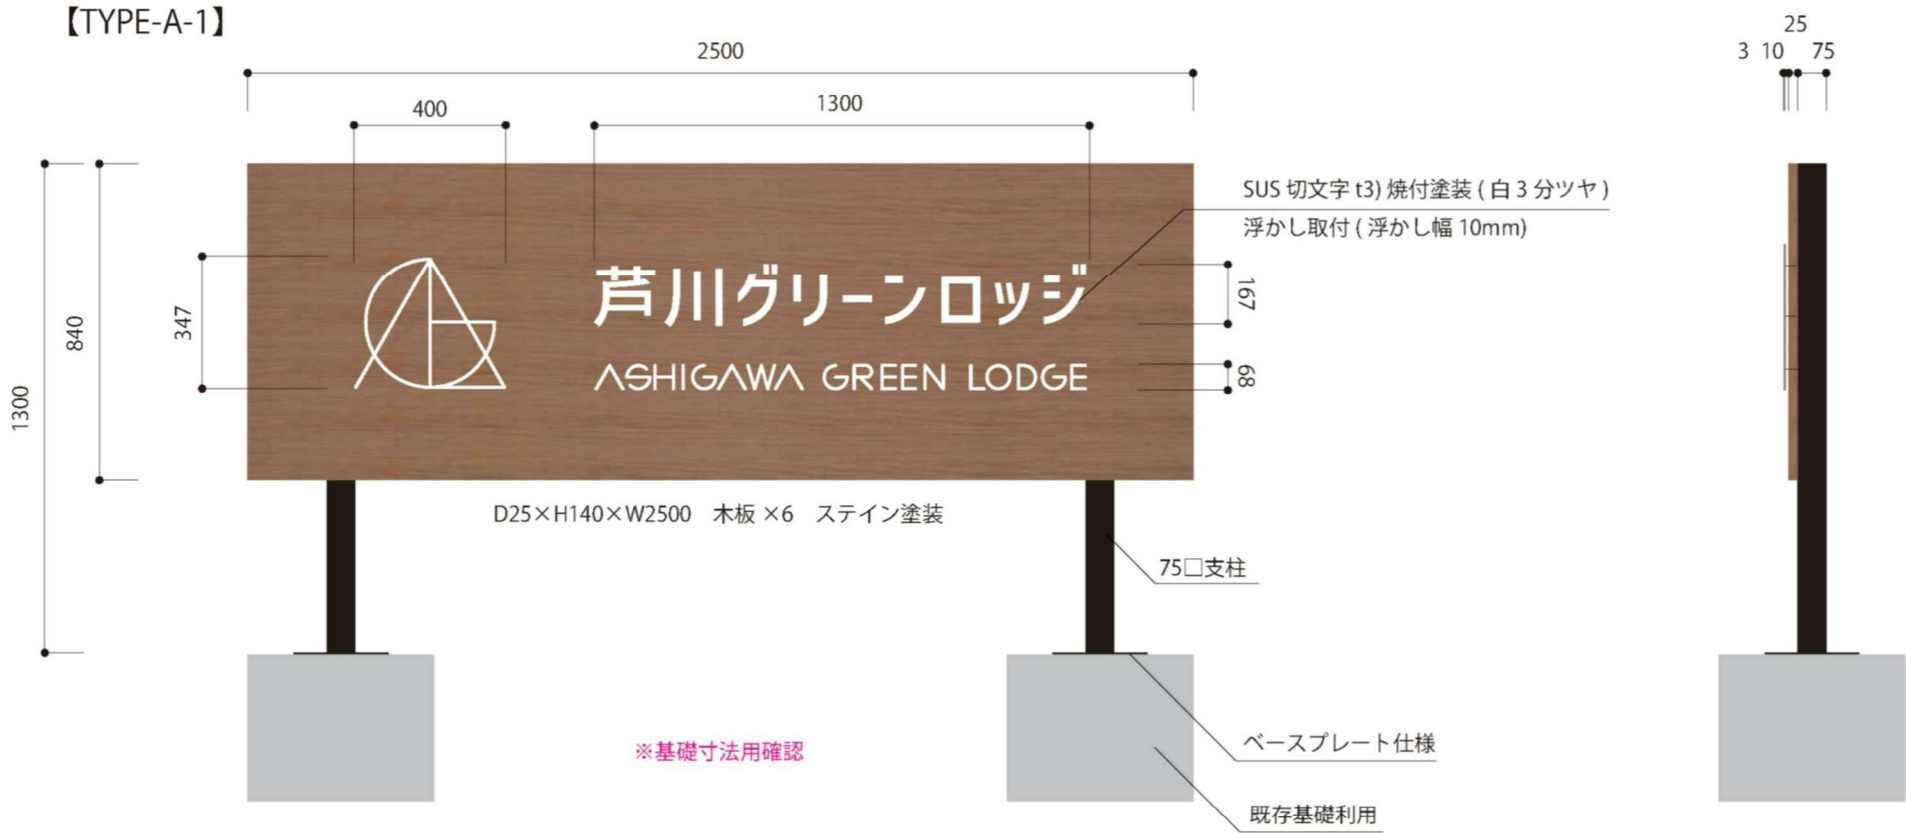 【TYPE-A-1】
25
3 10 75
2500
400
1300
SUS 切文字 t3) 焼付塗装 ( 白 3 分ツヤ )
浮かし取付 ( 浮かし幅 10mm)
芦川グリーンロッジ
ASHIGAWA GREEN LODGE
167
68
347
840
1300
D25×H140×W2500 木板 ×6 ステイン塗装
75□支柱
※基礎寸法用確認
ベースプレート仕様
既存基礎利用